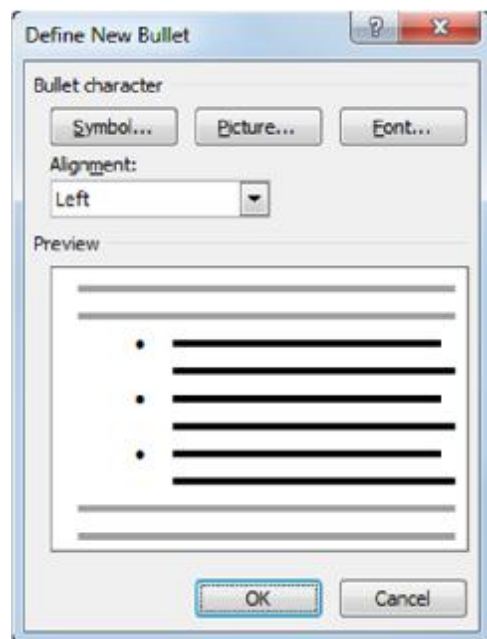 Define New Bullet
Bullet character
Symbol... Picture... Font...
Alignment:
Left
Preview
OK Cancel